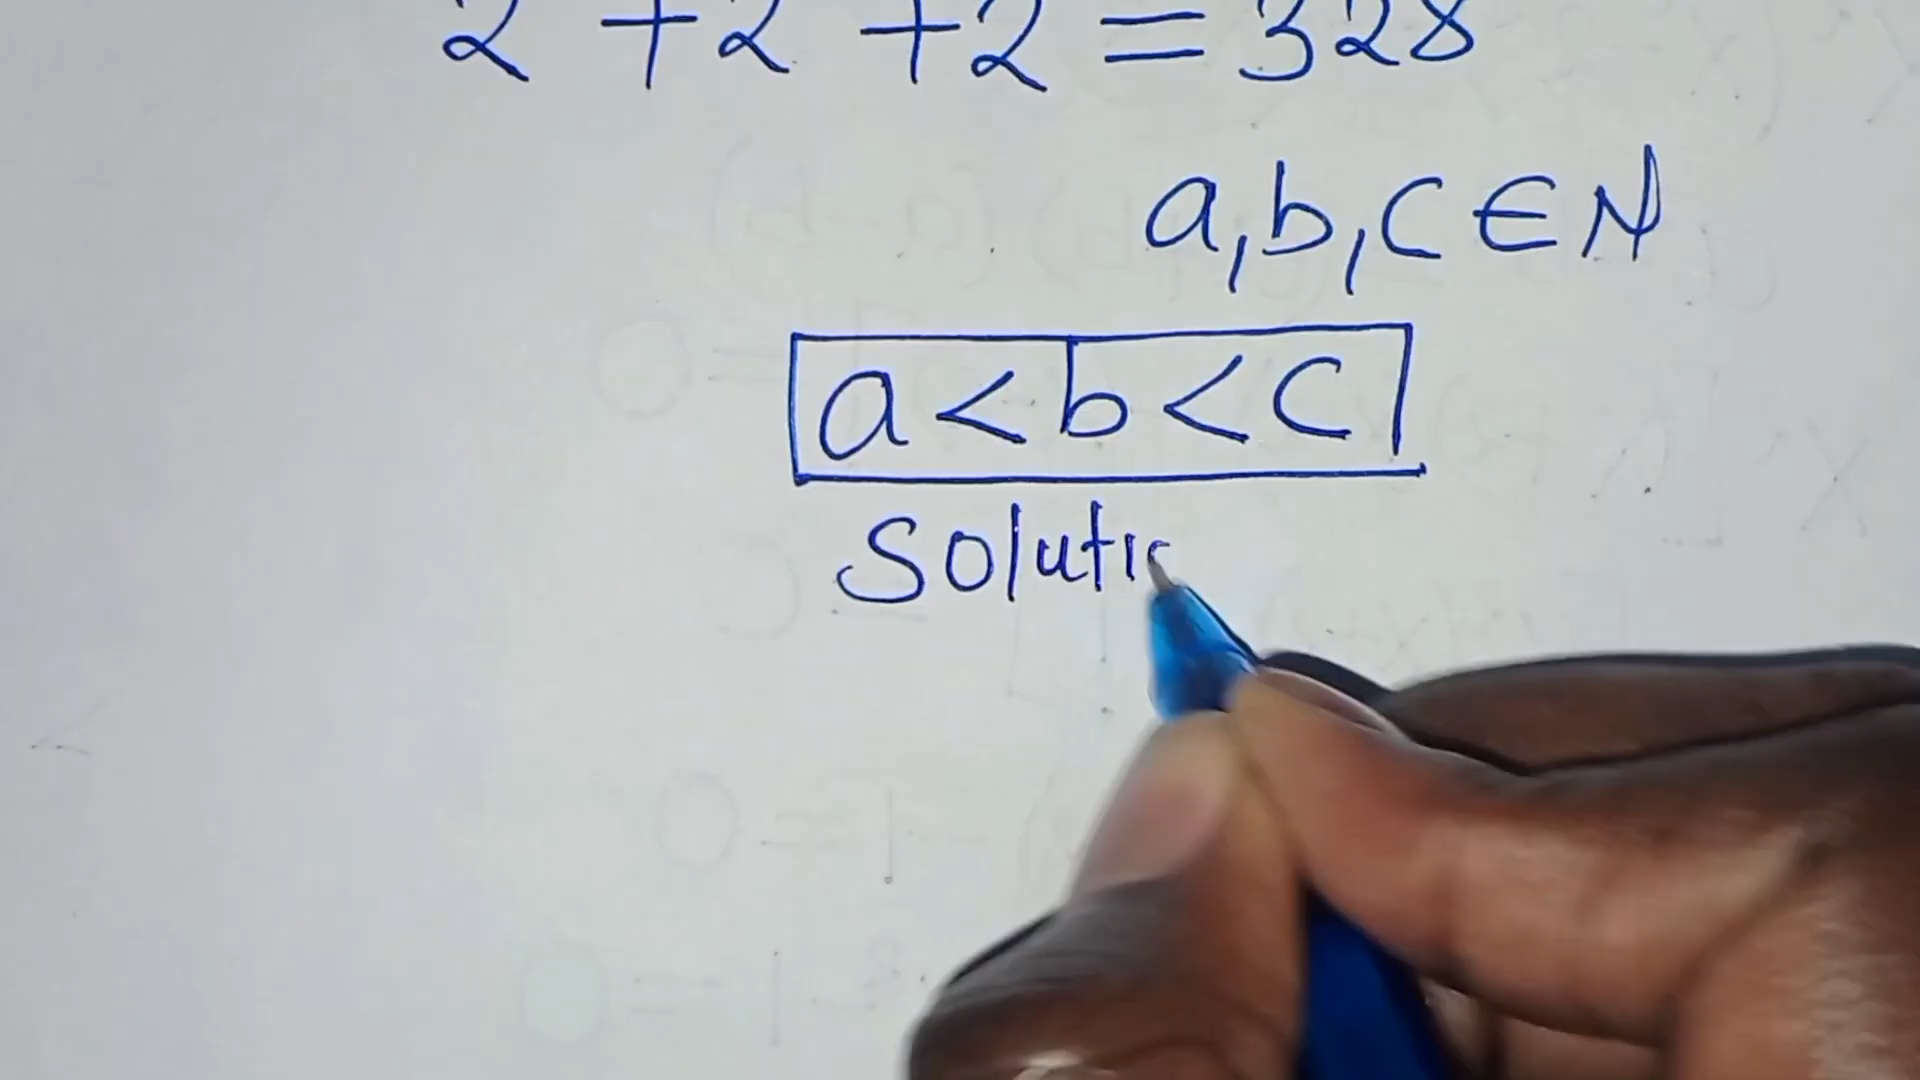 2 + 2 + 2 = 328
a, b, c ∈ N
a < b < c
Solutio